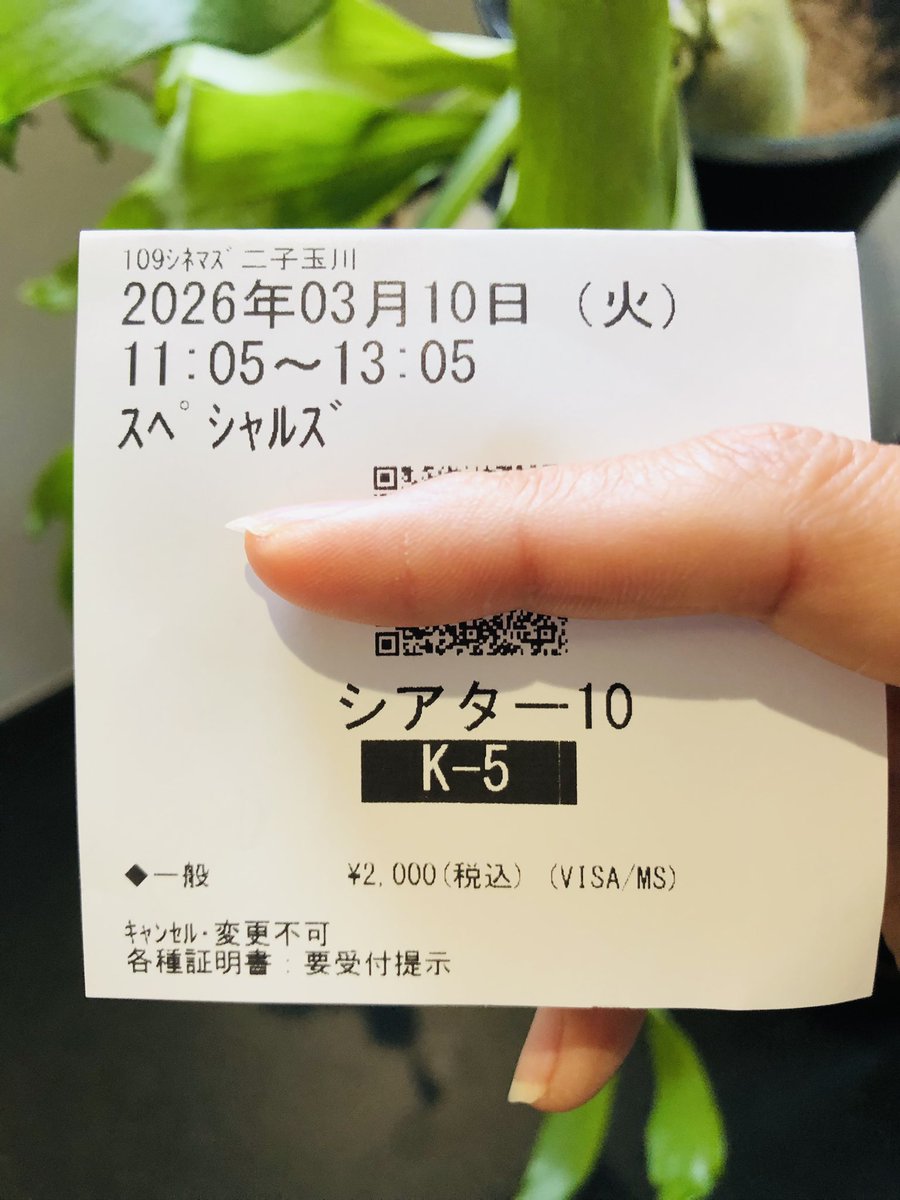 109ｼﾈﾏｽﾞ 二子玉川
2026年03月10日 (火)
11:05～13:05
ｽﾍﾟｼｬﾙｽﾞ
シアター10
K-5
◆一般 ¥2,000(税込) (VISA/MS)
ｷｬﾝｾﾙ・変更不可
各種証明書：要受付提示